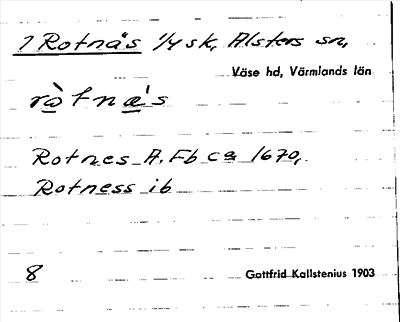 1 Rotnäs 1/4 sk, Alsters sn,
Väse hd, Värmlands län
ròtnæ's
Rotnes A. Fb ca 1670,
Rotness ib
8 Gottfrid Kallstenius 1903